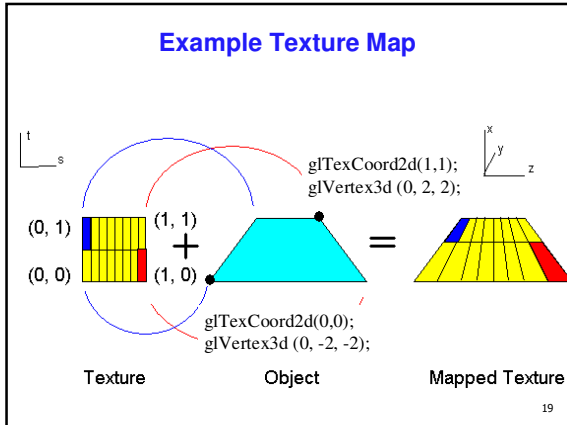 Example Texture Map
t
s
x
y
z
glTexCoord2d(1,1);
glVertex3d (0, 2, 2);
(0, 1)
(1, 1)
+
=
(0, 0)
(1, 0)
glTexCoord2d(0,0);
glVertex3d (0, -2, -2);
Texture
Object
Mapped Texture
19